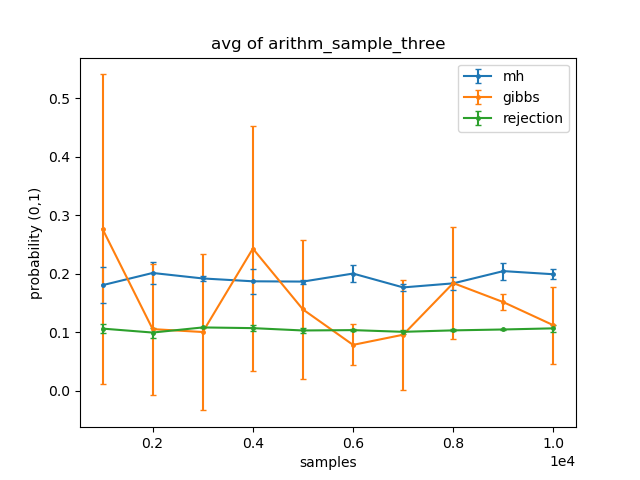 avg of arithm_sample_three
mh
gibbs
rejection
0.5
0.4
0.3
0.2
0.1
0.0
probability (0,1)
0.2
0.4
0.6
0.8
1.0
1e4
samples